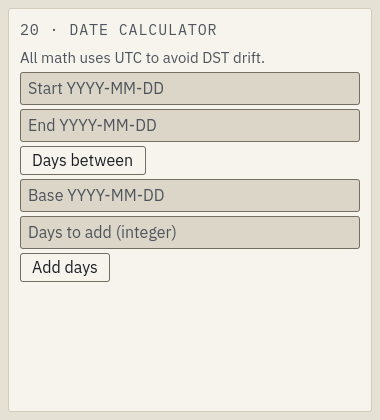 20 · DATE CALCULATOR
All math uses UTC to avoid DST drift.
Start YYYY-MM-DD
End YYYY-MM-DD
Days between
Base YYYY-MM-DD
Days to add (integer)
Add days